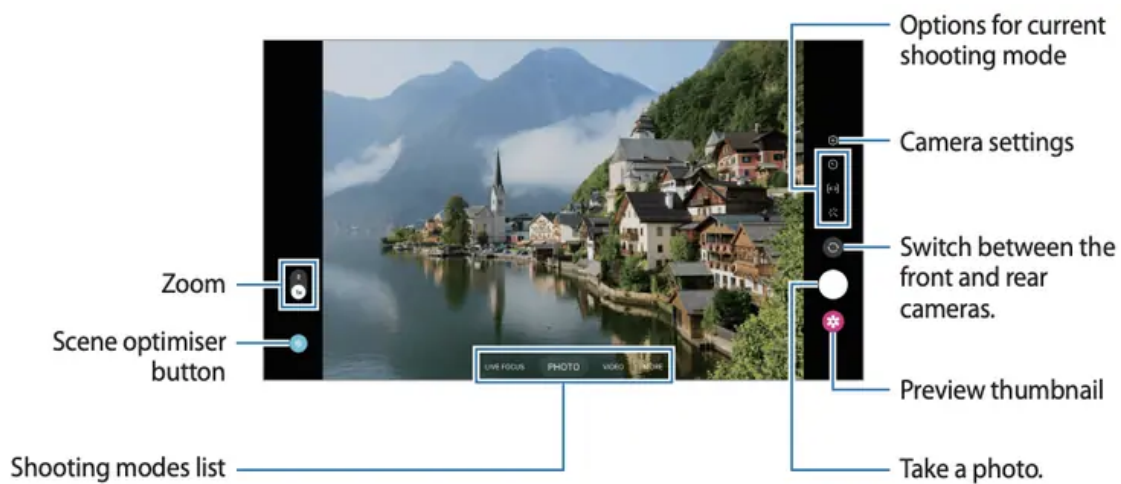 Options for current
shooting mode
Camera settings
Switch between the
front and rear
cameras.
Zoom
Scene optimiser
button
LIVE FOCUS PHOTO VIDEO MORE
Preview thumbnail
Shooting modes list
Take a photo.